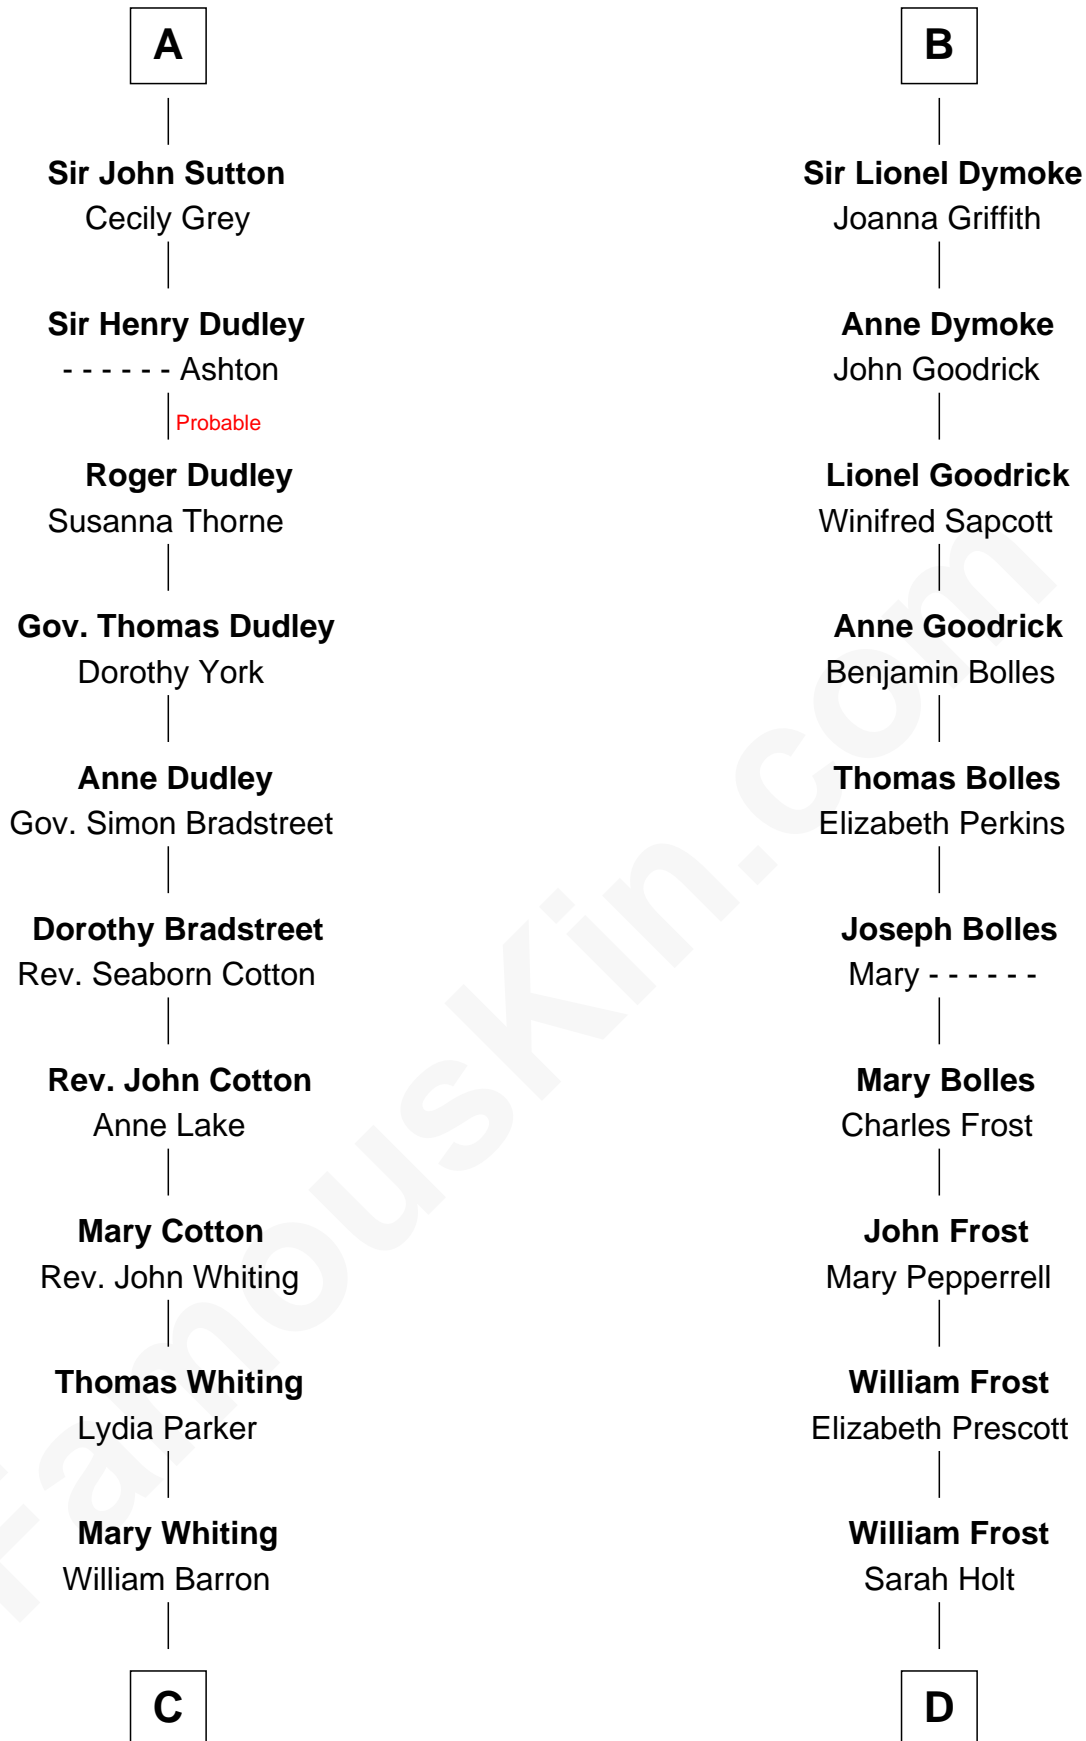 A
Sir John Sutton
Cecily Grey
Sir Henry Dudley
- - - - - - Ashton
Probable
Roger Dudley
Susanna Thorne
Gov. Thomas Dudley
Dorothy York
Anne Dudley
Gov. Simon Bradstreet
Dorothy Bradstreet
Rev. Seaborn Cotton
Rev. John Cotton
Anne Lake
Mary Cotton
Rev. John Whiting
Thomas Whiting
Lydia Parker
Mary Whiting
William Barron
C
B
Sir Lionel Dymoke
Joanna Griffith
Anne Dymoke
John Goodrick
Lionel Goodrick
Winifred Sapcott
Anne Goodrick
Benjamin Bolles
Thomas Bolles
Elizabeth Perkins
Joseph Bolles
Mary - - - - - -
Mary Bolles
Charles Frost
John Frost
Mary Pepperrell
William Frost
Elizabeth Prescott
William Frost
Sarah Holt
D
FamousKin.com